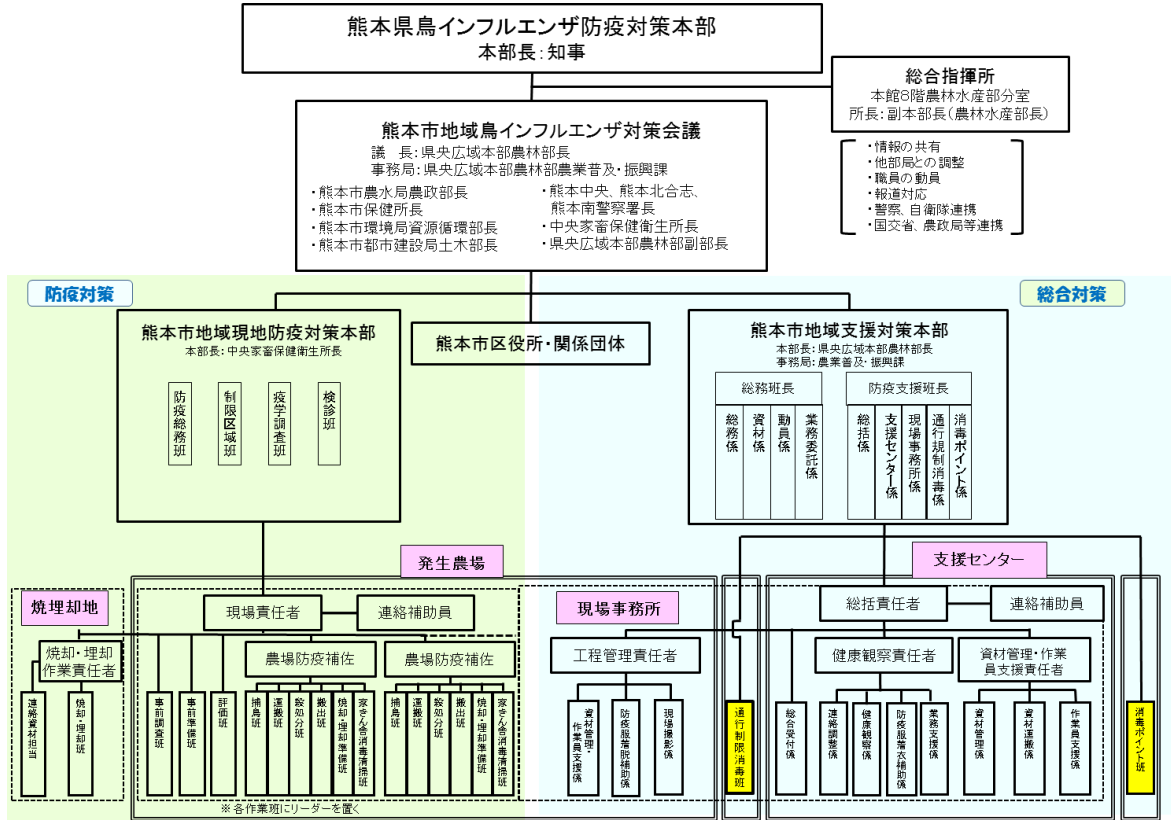 熊本県鳥インフルエンザ防疫対策本部
本部長:知事
総合指揮所
本館8階農林水産部分室
所長:副本部長(農林水産部長)
・情報の共有
・他部局との調整
・職員の動員
・報道対応
・警察、自衛隊連携
・国交省、農政局等連携
熊本市地域鳥インフルエンザ対策会議
議　長:県央広域本部農林部長
事務局:県央広域本部農林部農業普及・振興課
・熊本市農水局農政部長
・熊本市保健所長
・熊本市環境局資源循環部長
・熊本市都市建設局土木部長
・熊本中央、熊本北合志、
熊本南警察署長
・中央家畜保健衛生所長
・県央広域本部農林部副部長
防疫対策
総合対策
熊本市地域現地防疫対策本部
本部長:中央家畜保健衛生所長
防疫総務班
制限区域班
疫学調査班
検診班
熊本市区役所・関係団体
熊本市地域支援対策本部
本部長:県央広域本部農林部長
事務局:農業普及・振興課
総務班長
総務係
資材係
動員係
業務委託係
防疫支援班長
総括係
支援センター係
現場事務所係
通行規制消毒係
消毒ポイント係
発生農場
支援センター
焼埋却地
現場事務所
現場責任者
連絡補助員
総括責任者
連絡補助員
焼却・埋却
作業責任者
農場防疫補佐
農場防疫補佐
工程管理責任者
健康観察責任者
資材管理・作業
員支援責任者
連絡資材担当
焼却・埋却班
事前調査班
事前準備班
評価班
捕鳥班
運搬班
殺処分班
搬出班
焼却・埋却準備班
家きん舎消毒清掃班
捕鳥班
運搬班
殺処分班
搬出班
焼却・埋却準備班
家きん舎消毒清掃班
資材管理・
作業員支援係
防疫服着脱補助係
現場撮影係
通行制限消毒班
総合受付係
連絡調整係
健康観察係
防疫服着衣補助係
業務支援係
資材管理係
資材運搬係
作業員支援係
消毒ポイント班
※各作業班にリーダーを置く